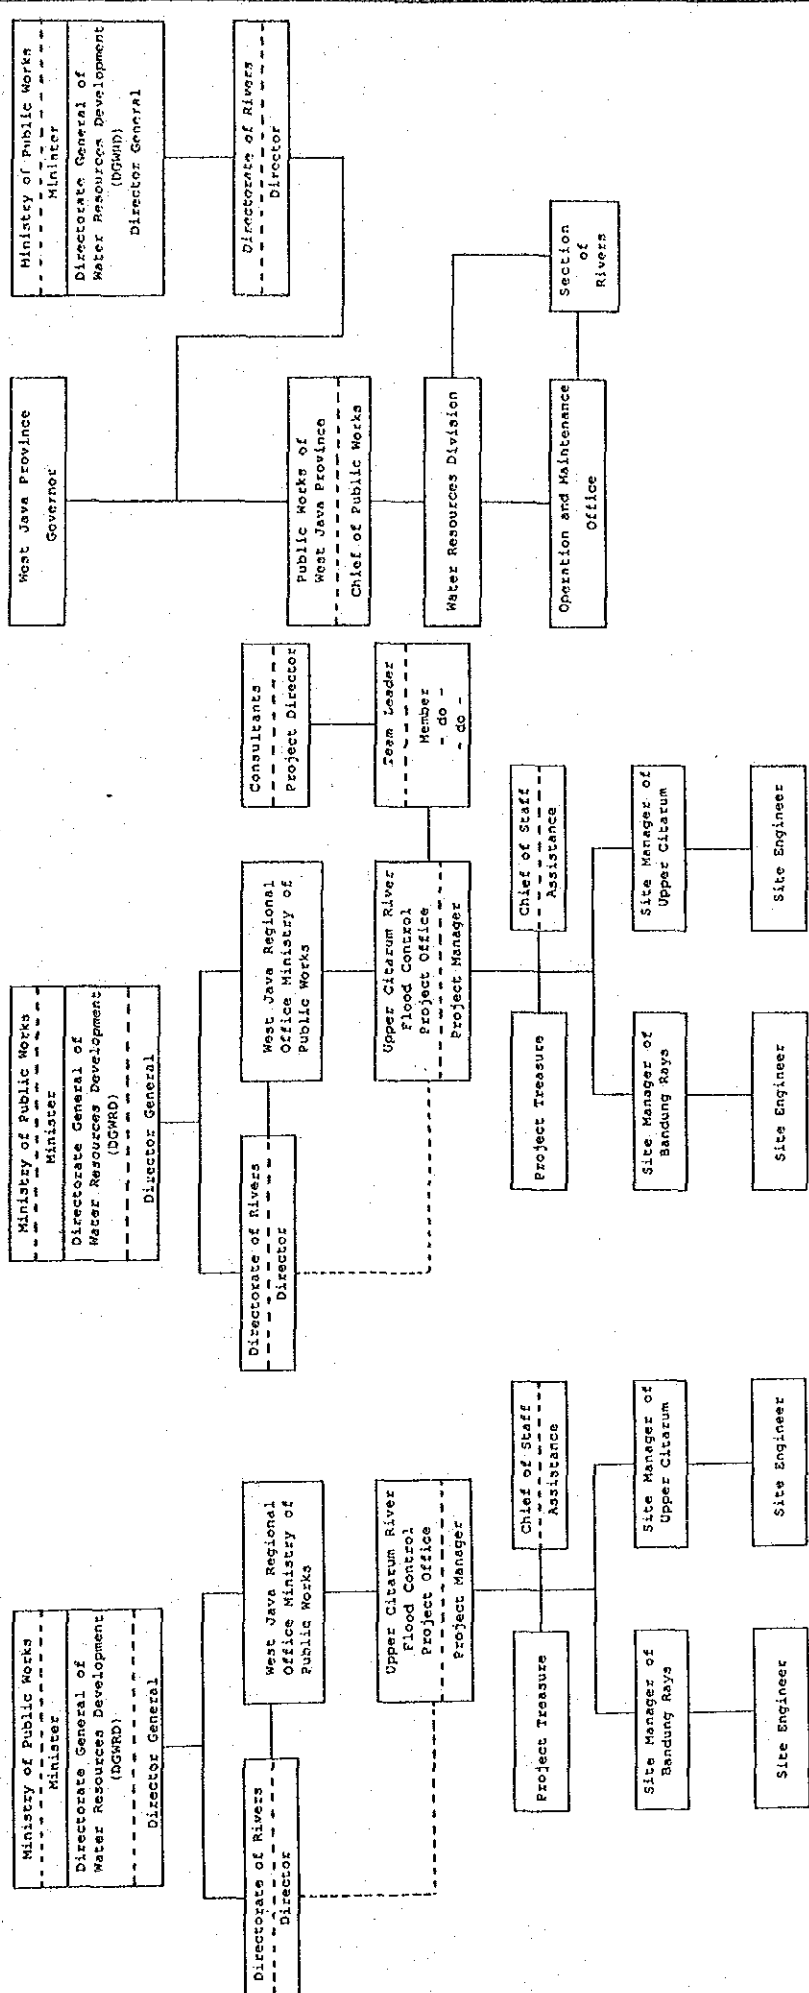 Ministry of Public Works
Minister
Directorate General of
Water Resources Development
(DGWRD)
Director General
Directorate of Rivers
Director
West Java Regional
Office Ministry of
Public Works
Upper Citarum River
Flood Control
Project Office
Project Manager
Project Treasure
Chief of Staff
Assistance
Site Manager of
Bandung Rays
Site Manager of
Upper Citarum
Site Engineer
Site Engineer
Ministry of Public Works
Minister
Directorate General of
Water Resources Development
(DGWRD)
Director General
Directorate of Rivers
Director
West Java Regional
Office Ministry of
Public Works
Consultants
Project Director
Upper Citarum River
Flood Control
Project Office
Project Manager
Team Leader
Member
- do -
- do -
Project Treasure
Chief of Staff
Assistance
Site Manager of
Bandung Rays
Site Manager of
Upper Citarum
Site Engineer
Site Engineer
West Java Province
Governor
Ministry of Public Works
Minister
Directorate General of
Water Resources Development
(DGWRD)
Director General
Directorate of Rivers
Director
Public Works of
West Java Province
Chief of Public Works
Water Resources Division
Operation and Maintenance
Office
Section
of
Rivers